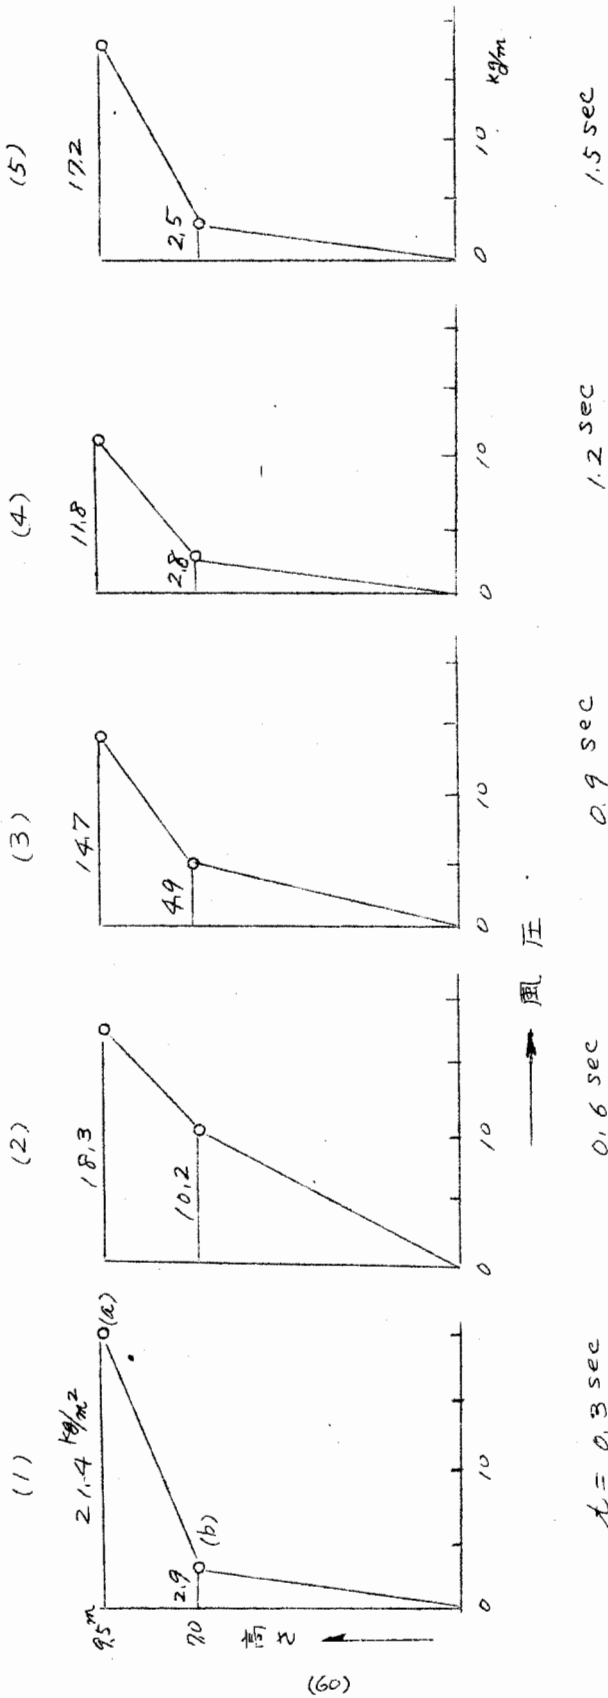 (1) (2) (3) (4) (5)
9.5 m 21.4 kg/m² (a) 18.3 14.7 11.8 17.2
7.0 2.9 (b) 10.2 4.9 2.8 2.5
高さ
0 10 0 10 0 10 0 10 0 10 kg/m
風圧
t = 0.3 sec 0.6 sec 0.9 sec 1.2 sec 1.5 sec
(60)